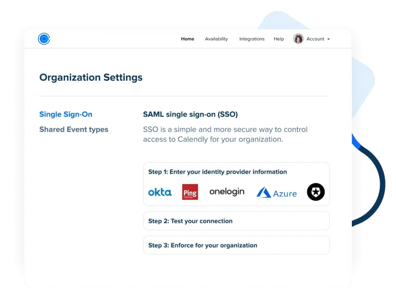 Home Availability Integrations Help Account
Organization Settings
Single Sign-On
Shared Event types
SAML single sign-on (SSO)
SSO is a simple and more secure way to control
access to Calendly for your organization.
Step 1: Enter your identity provider information
okta Ping onelogin Azure
Step 2: Test your connection
Step 3: Enforce for your organization